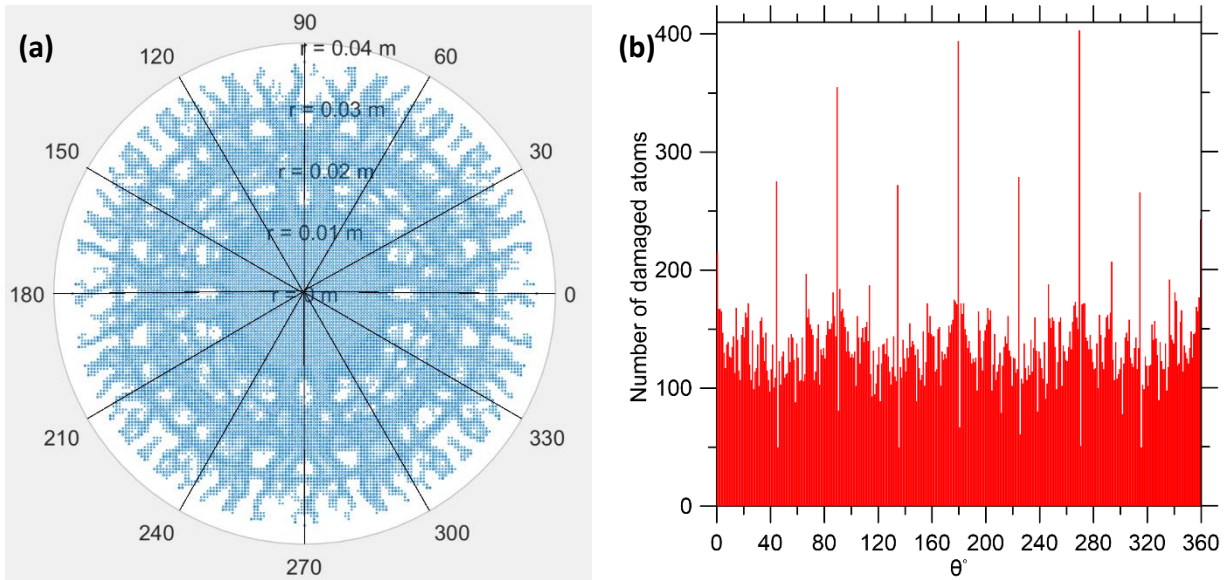 (a)
90
120
60
r = 0.04 m
150
30
r = 0.03 m
r = 0.02 m
r = 0.01 m
180
r = 0 m
0
210
330
240
300
270
(b)
Number of damaged atoms
400
300
200
100
0
0 40 80 120 160 200 240 280 320 360
θ°